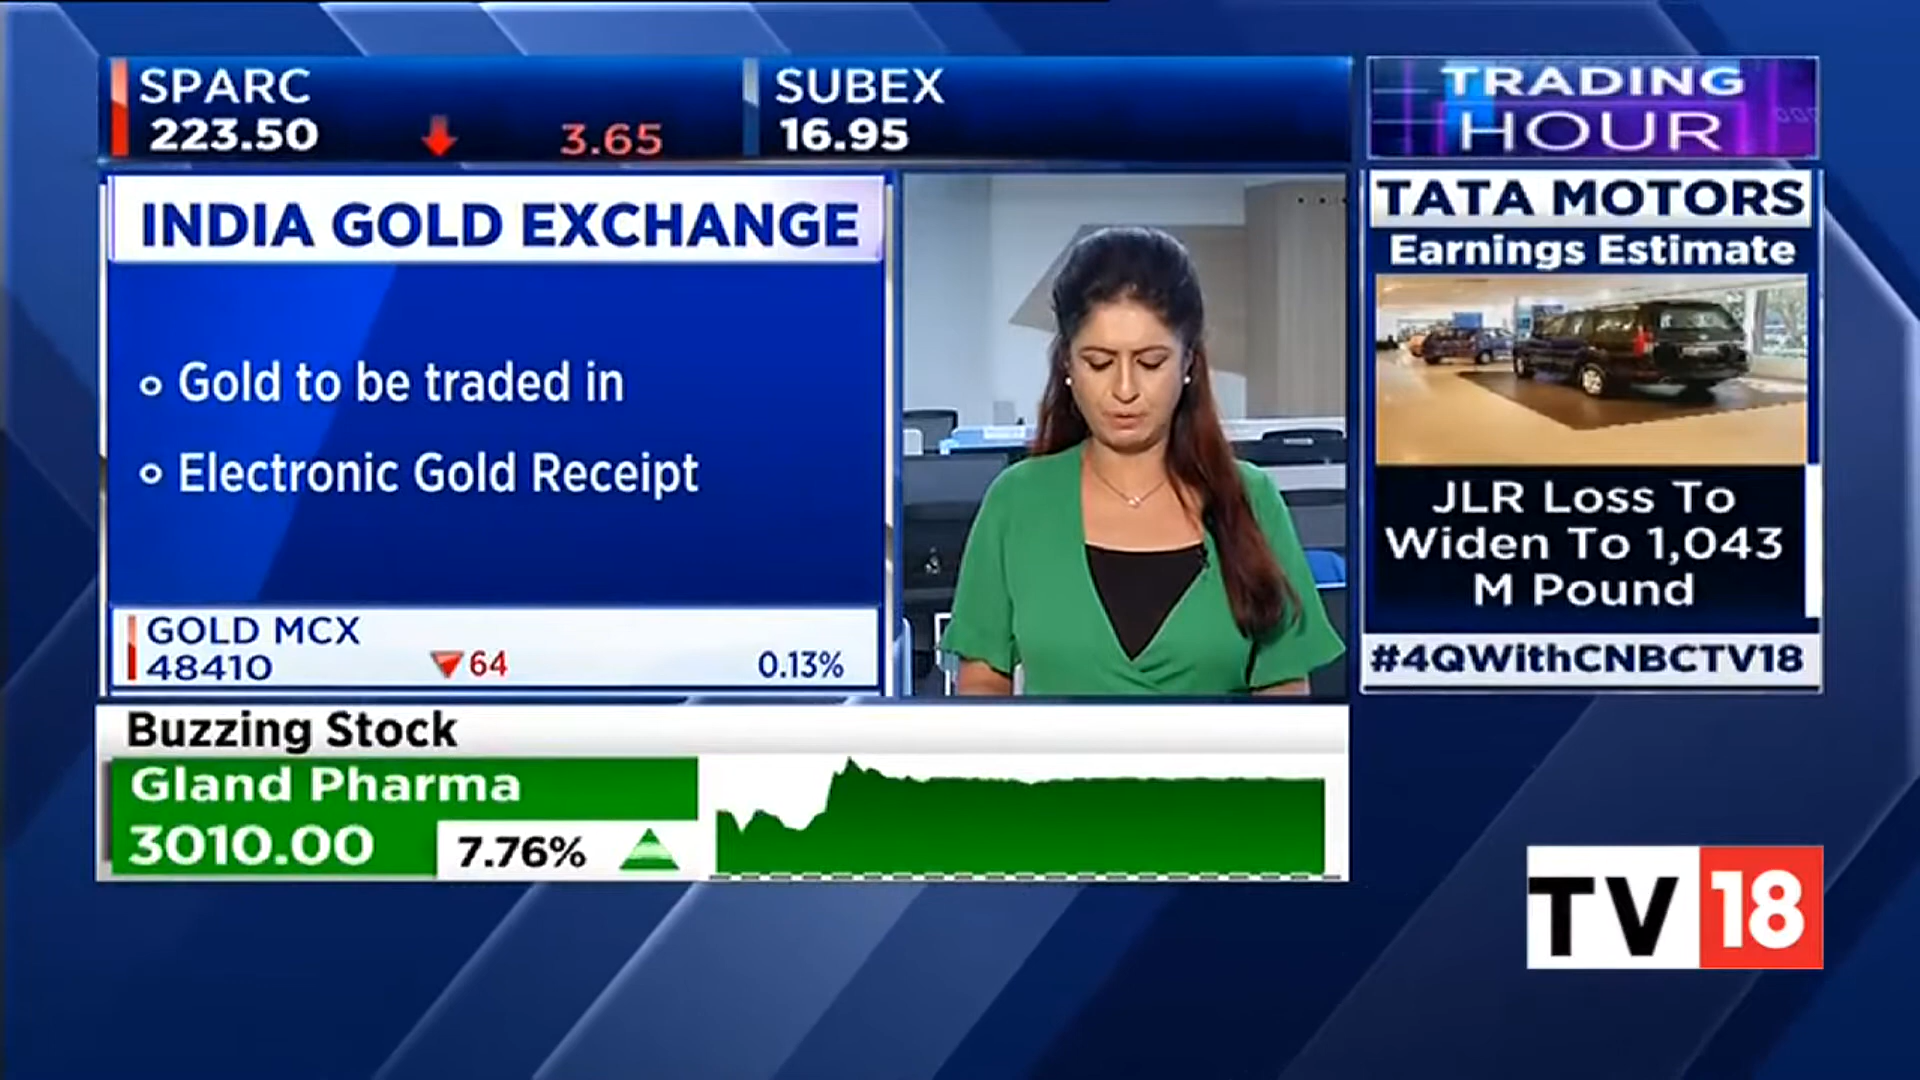 SPARC
223.50 3.65
SUBEX
16.95
TRADING
HOUR
INDIA GOLD EXCHANGE
Gold to be traded in
Electronic Gold Receipt
GOLD MCX
48410 64 0.13%
TATA MOTORS
Earnings Estimate
JLR Loss To
Widen To 1,043
M Pound
#4QWithCNBCTV18
Buzzing Stock
Gland Pharma
3010.00 7.76%
TV18